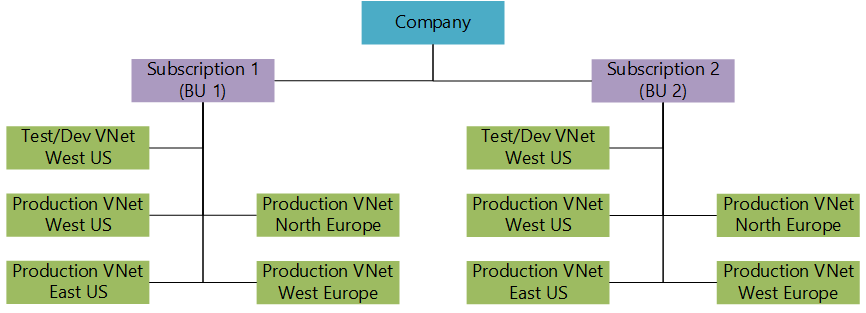 Company
Subscription 1
(BU 1)
Subscription 2
(BU 2)
Test/Dev VNet
West US
Production VNet
West US
Production VNet
North Europe
Production VNet
East US
Production VNet
West Europe
Test/Dev VNet
West US
Production VNet
West US
Production VNet
North Europe
Production VNet
East US
Production VNet
West Europe